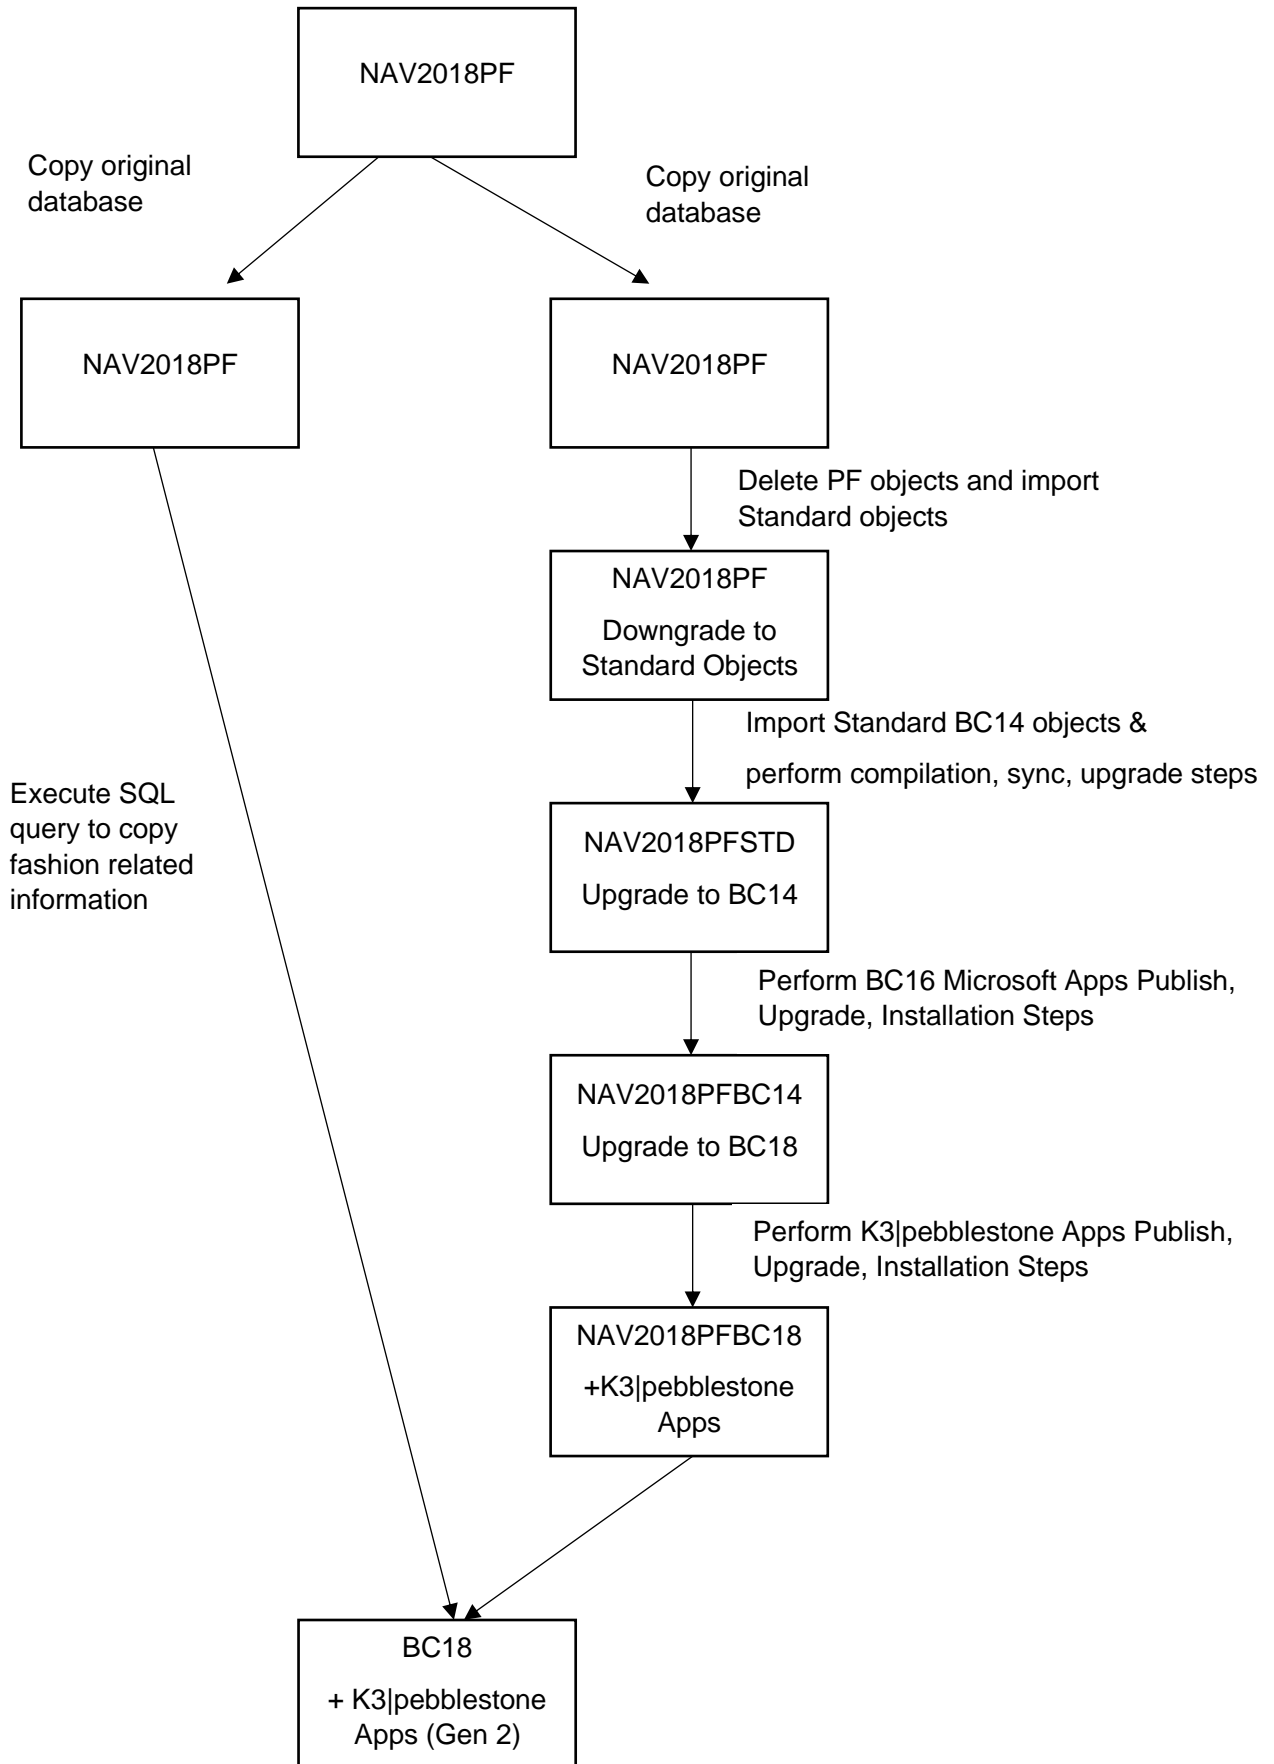 NAV2018PF
Copy original
database
Copy original
database
NAV2018PF
NAV2018PF
Delete PF objects and import
Standard objects
NAV2018PF
Downgrade to
Standard Objects
Import Standard BC14 objects &
perform compilation, sync, upgrade steps
Execute SQL
query to copy
fashion related
information
NAV2018PFSTD
Upgrade to BC14
Perform BC16 Microsoft Apps Publish,
Upgrade, Installation Steps
NAV2018PFBC14
Upgrade to BC18
Perform K3|pebblestone Apps Publish,
Upgrade, Installation Steps
NAV2018PFBC18
+K3|pebblestone
Apps
BC18
+ K3|pebblestone
Apps (Gen 2)